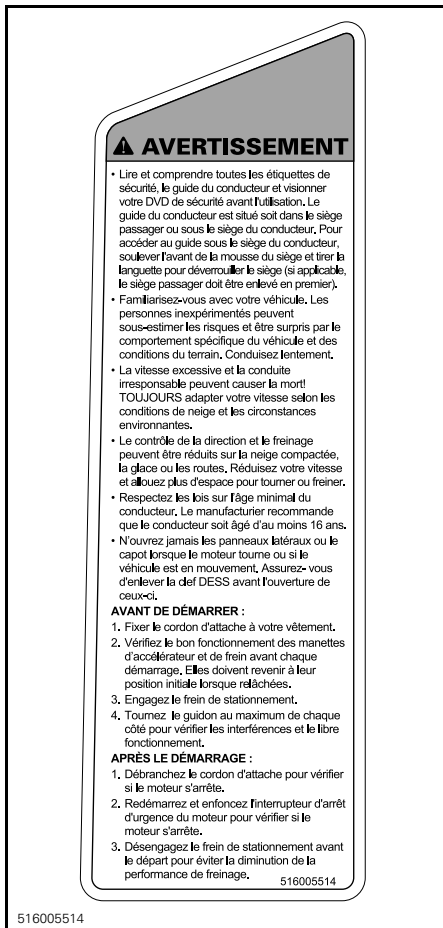 ⚠ AVERTISSEMENT
• Lire et comprendre toutes les étiquettes de
sécurité, le guide du conducteur et visionner
votre DVD de sécurité avant l'utilisation. Le
guide du conducteur est situé soit dans le siège
passager ou sous le siège du conducteur. Pour
accéder au guide sous le siège du conducteur,
soulever l'avant de la mousse du siège et tirer la
languette pour déverrouiller le siège (si applicable,
le siège passager doit être enlevé en premier).
• Familiarisez-vous avec votre véhicule. Les
personnes inexpérimentés peuvent
sous-estimer les risques et être surpris par le
comportement spécifique du véhicule et des
conditions du terrain. Conduisez lentement.
• La vitesse excessive et la conduite
irresponsable peuvent causer la mort!
TOUJOURS adapter votre vitesse selon les
conditions de neige et les circonstances
environnantes.
• Le contrôle de la direction et le freinage
peuvent être réduits sur la neige compactée,
la glace ou les routes. Réduisez votre vitesse
et allouez plus d'espace pour tourner ou freiner.
• Respectez les lois sur l'âge minimal du
conducteur. Le manufacturier recommande
que le conducteur soit âgé d'au moins 16 ans.
• N'ouvrez jamais les panneaux latéraux ou le
capot lorsque le moteur tourne ou si le
véhicule est en mouvement. Assurez- vous
d'enlever la clef DESS avant l'ouverture de
ceux-ci.
AVANT DE DÉMARRER :
1. Fixer le cordon d'attache à votre vêtement.
2. Vérifiez le bon fonctionnement des manettes
d'accélérateur et de frein avant chaque
démarrage. Elles doivent revenir à leur
position initiale lorsque relâchées.
3. Engagez le frein de stationnement.
4. Tournez le guidon au maximum de chaque
côté pour vérifier les interférences et le libre
fonctionnement.
APRÈS LE DÉMARRAGE :
1. Débranchez le cordon d'attache pour vérifier
si le moteur s'arrête.
2. Redémarrez et enfoncez l'interrupteur d'arrêt
d'urgence du moteur pour vérifier si le
moteur s'arrête.
3. Désengagez le frein de stationnement avant
le départ pour éviter la diminution de la
performance de freinage.
516005514
516005514